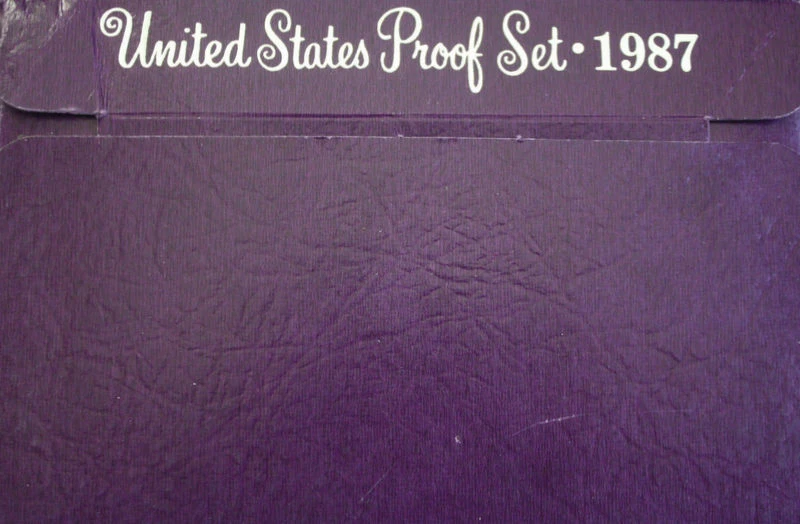 United States Proof Set • 1987